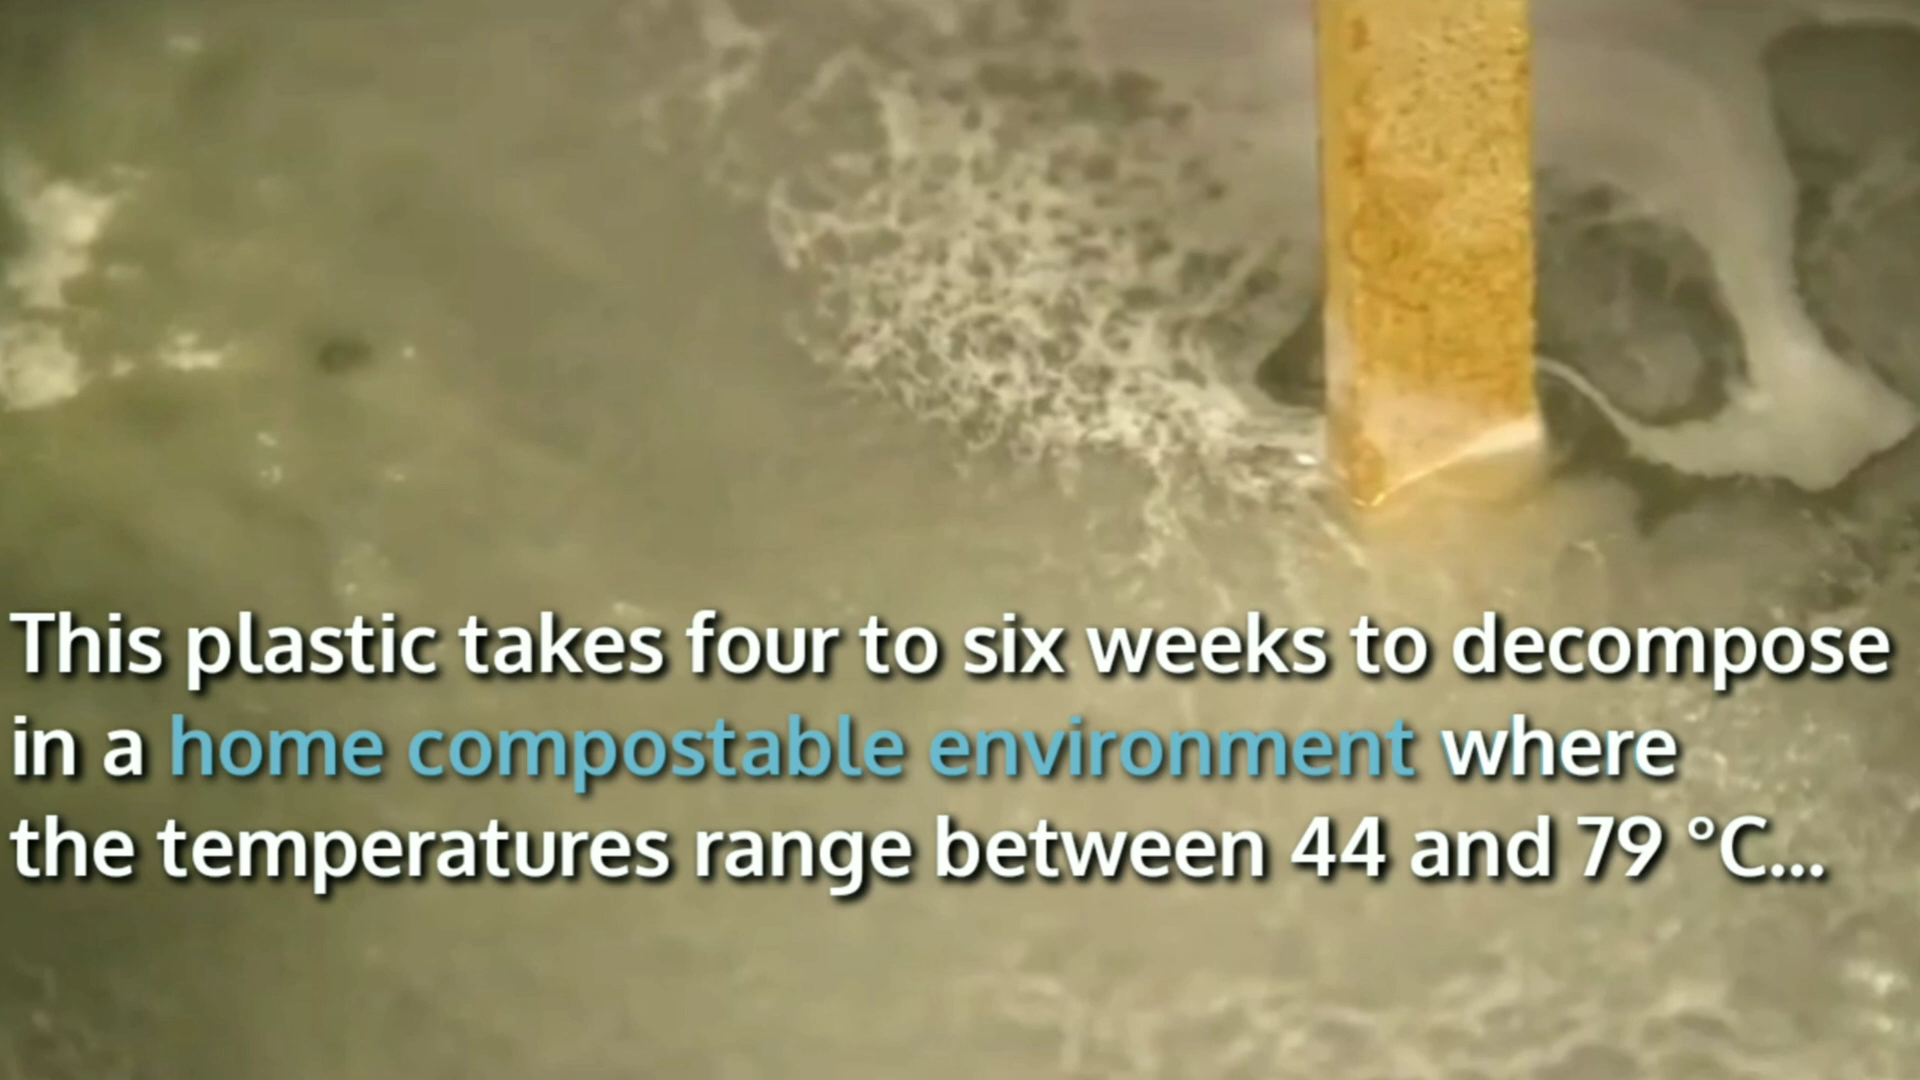 This plastic takes four to six weeks to decompose
in a home compostable environment where
the temperatures range between 44 and 79 °C...